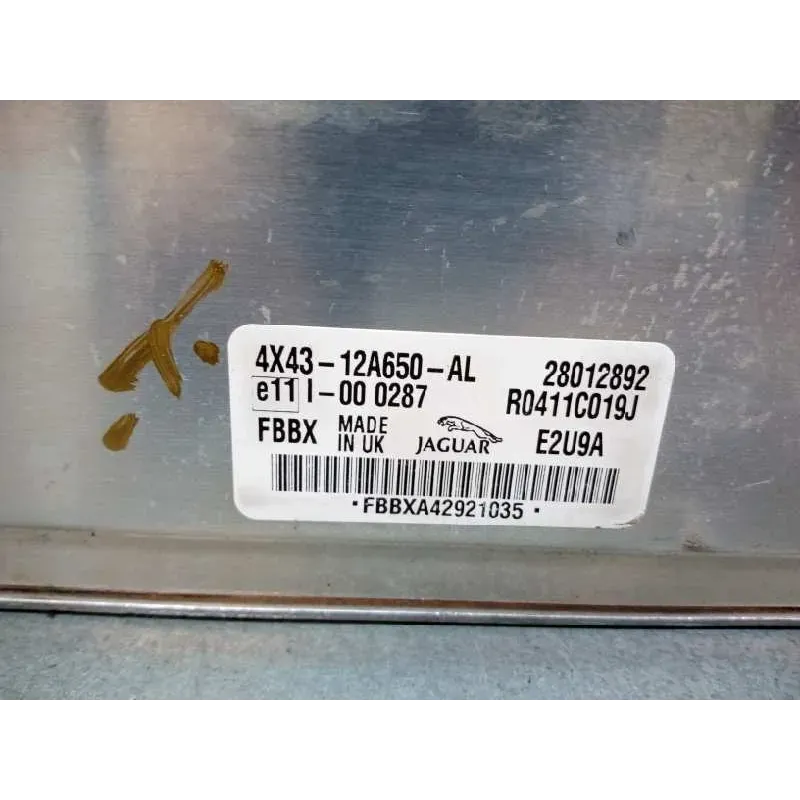 4X43-12A650-AL 28012892
e11 I-00 0287 R0411C019J
FBBX MADE IN UK JAGUAR E2U9A
·FBBXA42921035·